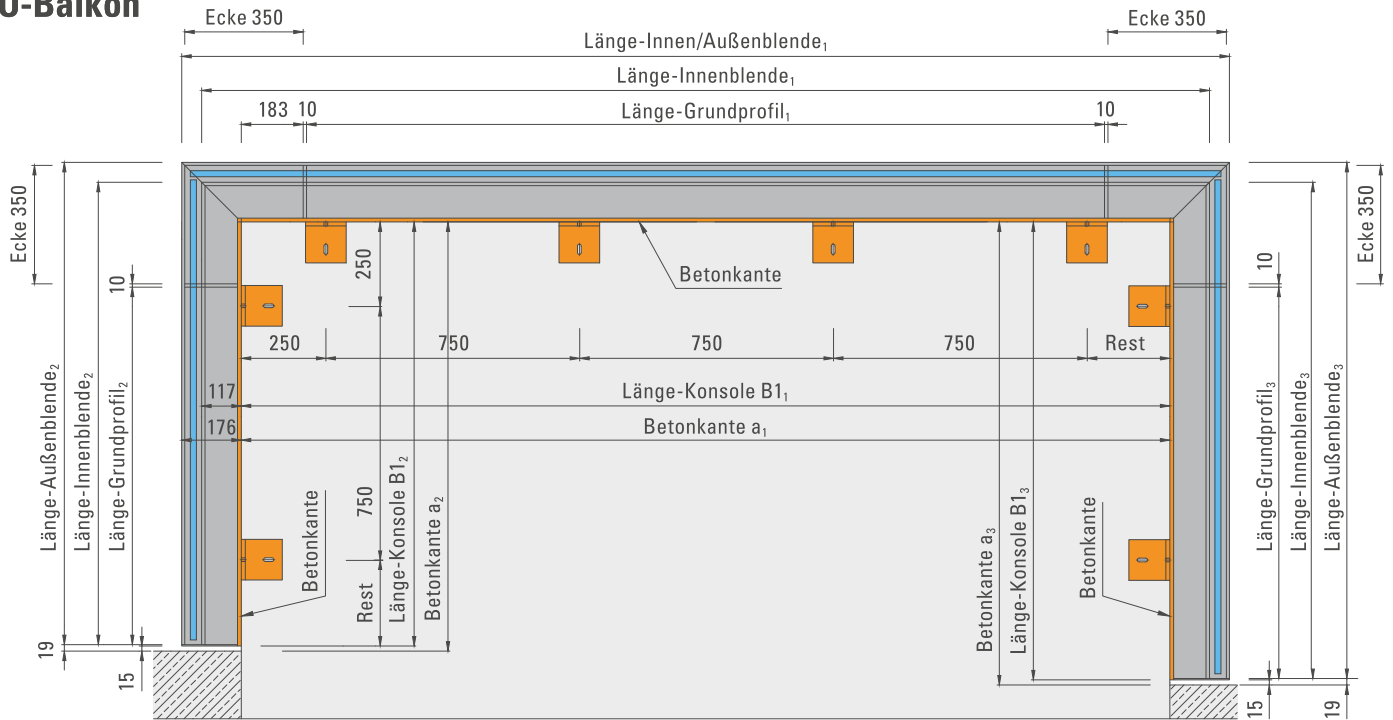 U-Balkon
Ecke 350
Ecke 350
Länge-Innen/Außenblende₁
Länge-Innenblende₁
183 10
Länge-Grundprofil₁
10
Ecke 350
10
Länge-Außenblende₂
Länge-Innenblende₂
Länge-Grundprofil₂
19
15
250
Betonkante
250
750
750
750
Rest
117
Länge-Konsole B1₁
176
Betonkante a₁
Betonkante
750
Rest
Länge-Konsole B1₂
Betonkante a₂
Betonkante a₃
Länge-Konsole B1₃
Betonkante
10
Ecke 350
Länge-Grundprofil₃
Länge-Innenblende₃
Länge-Außenblende₃
15
19